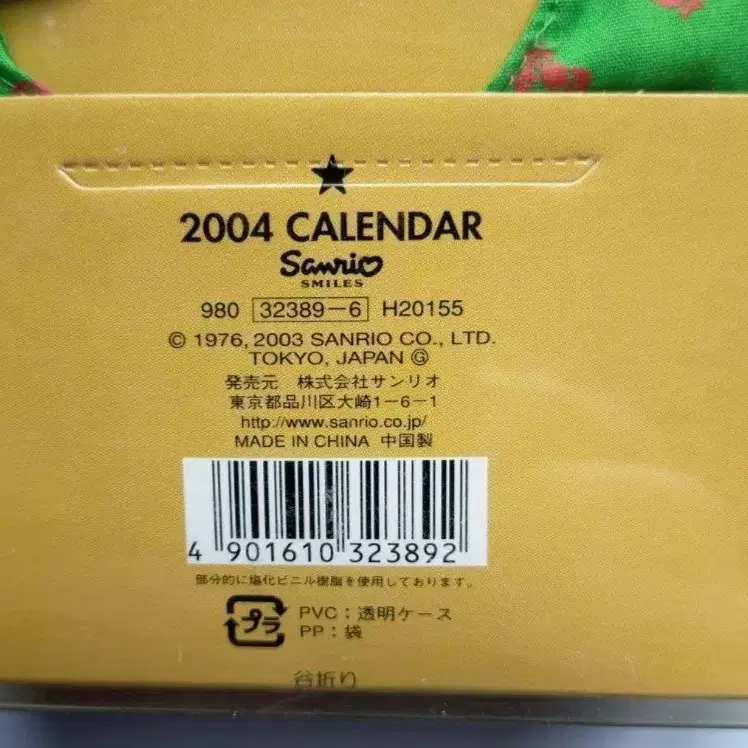 2004 CALENDAR
Sanrio
SMILES
980 32389-6 H20155
© 1976, 2003 SANRIO CO., LTD.
TOKYO, JAPAN Ⓖ
発売元 株式会社サンリオ
東京都品川区大崎1-6-1
http://www.sanrio.co.jp/
MADE IN CHINA 中国製
4 901610 323892
部分的に塩化ビニル樹脂を使用しております。
プラ PVC：透明ケース
PP：袋
谷折り